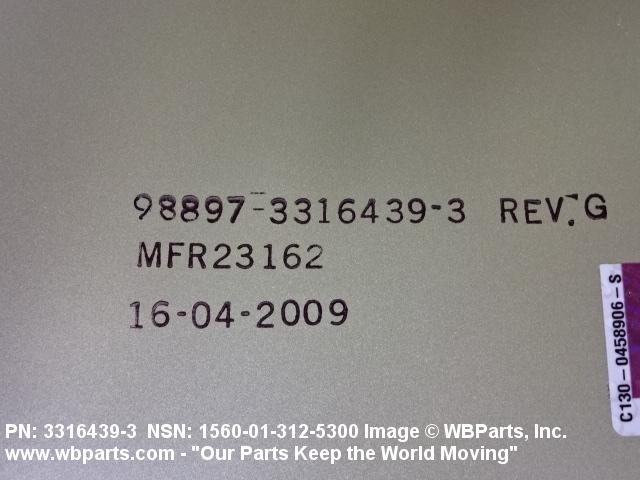 98897-3316439-3 REV. G
MFR23162
16-04-2009
C130-0458906-S
PN: 3316439-3 NSN: 1560-01-312-5300 Image © WBParts, Inc.
www.wbparts.com - "Our Parts Keep the World Moving"